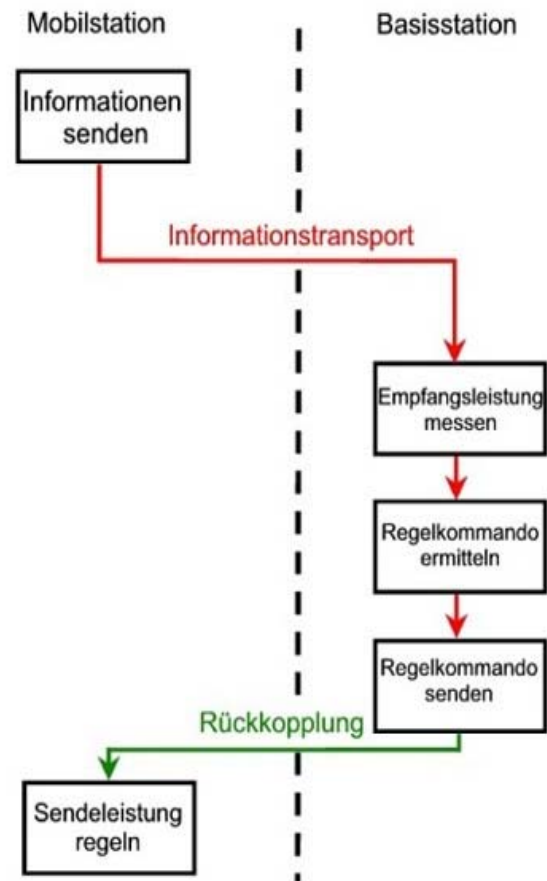 Mobilstation
Basisstation
Informationen
senden
Informationstransport
Empfangsleistung
messen
Regelkommando
ermitteln
Regelkommando
senden
Rückkopplung
Sendeleistung
regeln